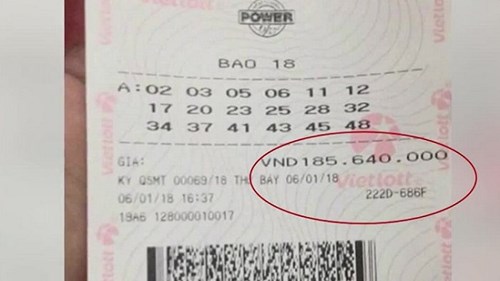 POWER
BAO 18
A: 02 03 05 06 11 12
17 20 23 25 28 32
34 37 41 43 45 48
GIA: VND185.640.000
KY QSMT 00069/18 THU BAY 06/01/18
06/01/18 16:37 222D-686F
18A6 128000010017
Vietlott